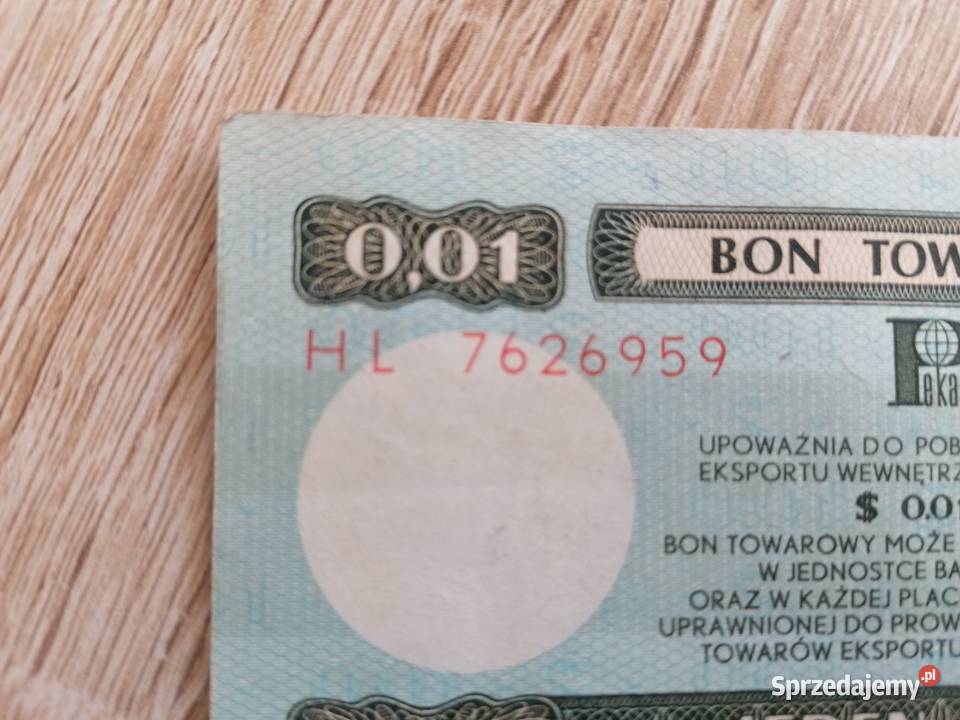 0,01
BON TOW
HL 7626959
Peka
UPOWAŻNIA DO POB
EKSPORTU WEWNĘTRZ
$ 0.01
BON TOWAROWY MOŻE
W JEDNOSTCE BA
ORAZ W KAŻDEJ PLAC
UPRAWNIONEJ DO PROW
TOWARÓW EKSPORTU
Sprzedajemy.pl